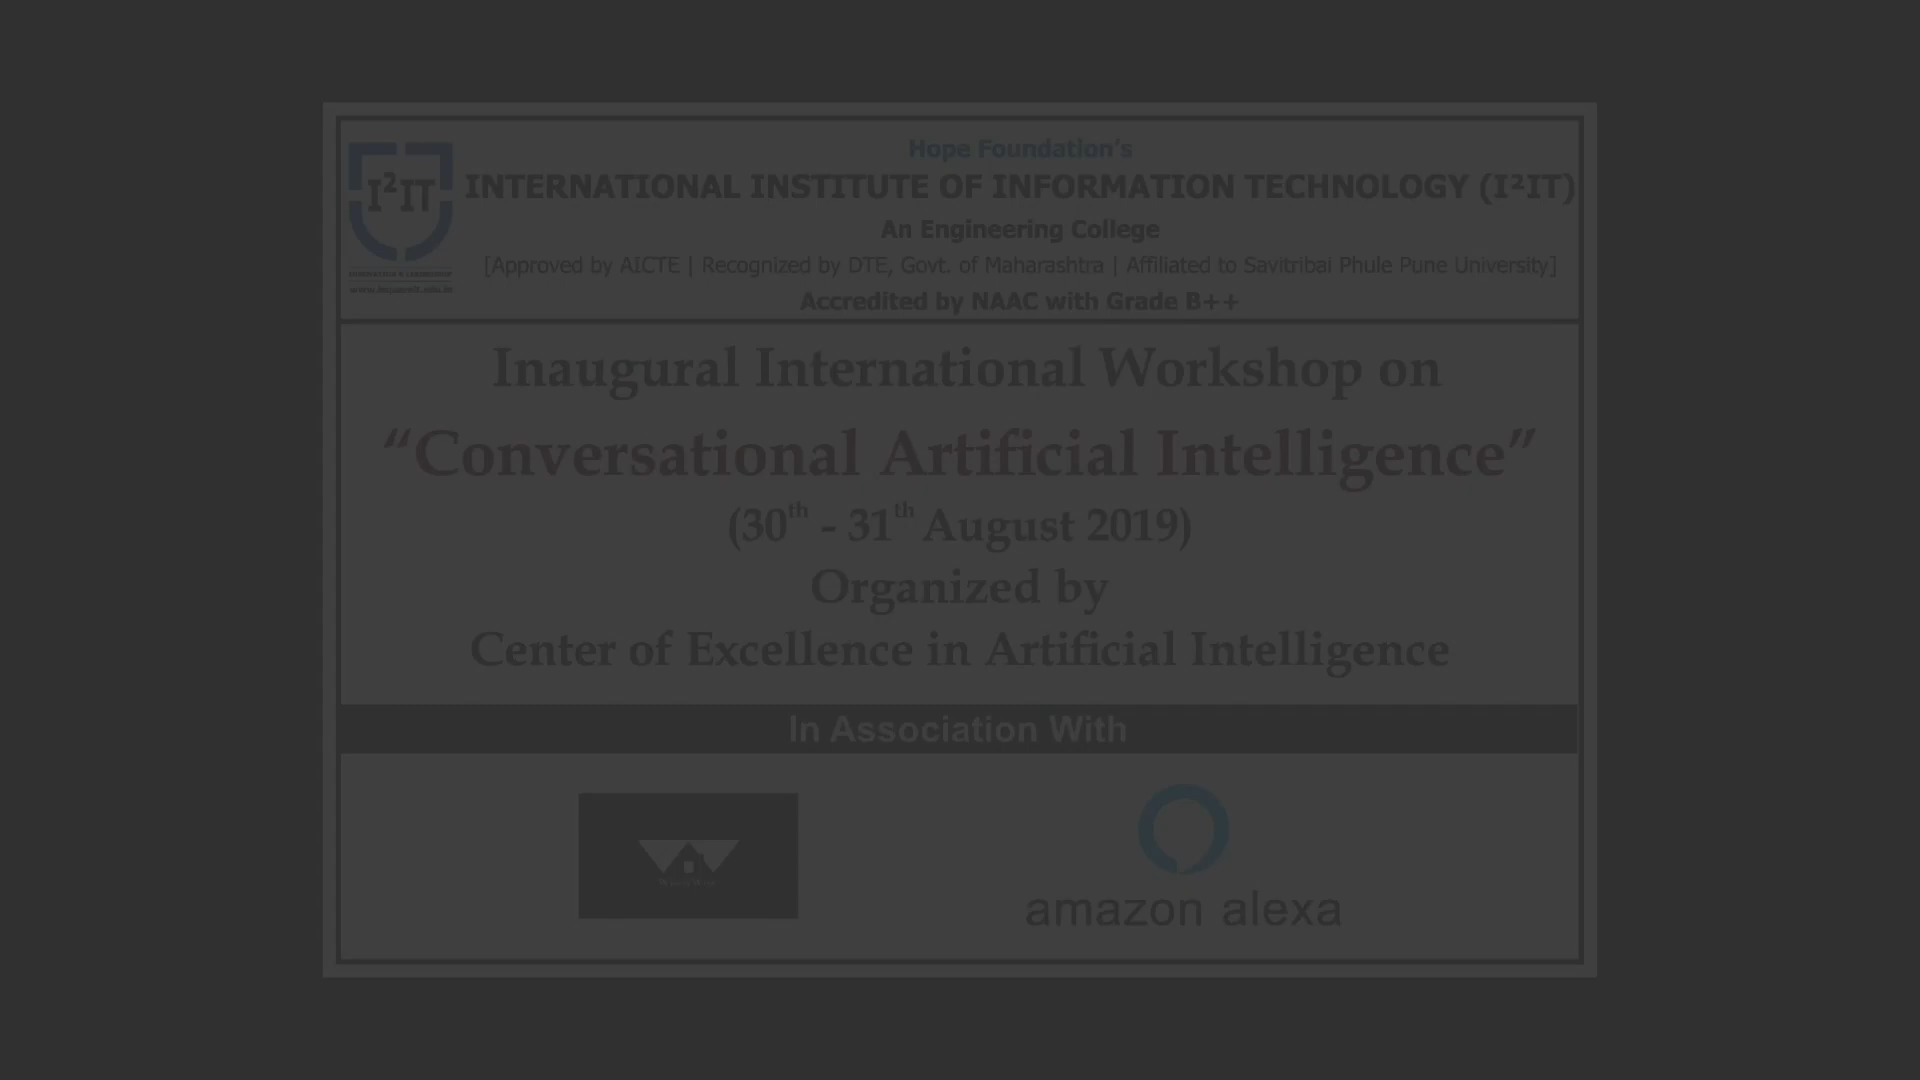 Hope Foundation's
I²IT
INTERNATIONAL INSTITUTE OF INFORMATION TECHNOLOGY (I²IT)
An Engineering College
[Approved by AICTE | Recognized by DTE, Govt. of Maharashtra | Affiliated to Savitribai Phule Pune University]
Accredited by NAAC with Grade B++
Inaugural International Workshop on
“Conversational Artificial Intelligence”
(30th - 31th August 2019)
Organized by
Center of Excellence in Artificial Intelligence
In Association With
amazon alexa